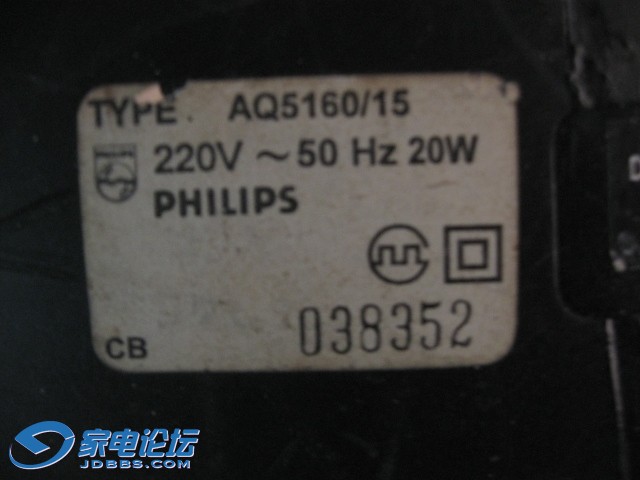 TYPE. AQ5160/15
220V ~ 50 Hz 20W
PHILIPS
CB 038352
家电论坛
JDBBS.COM